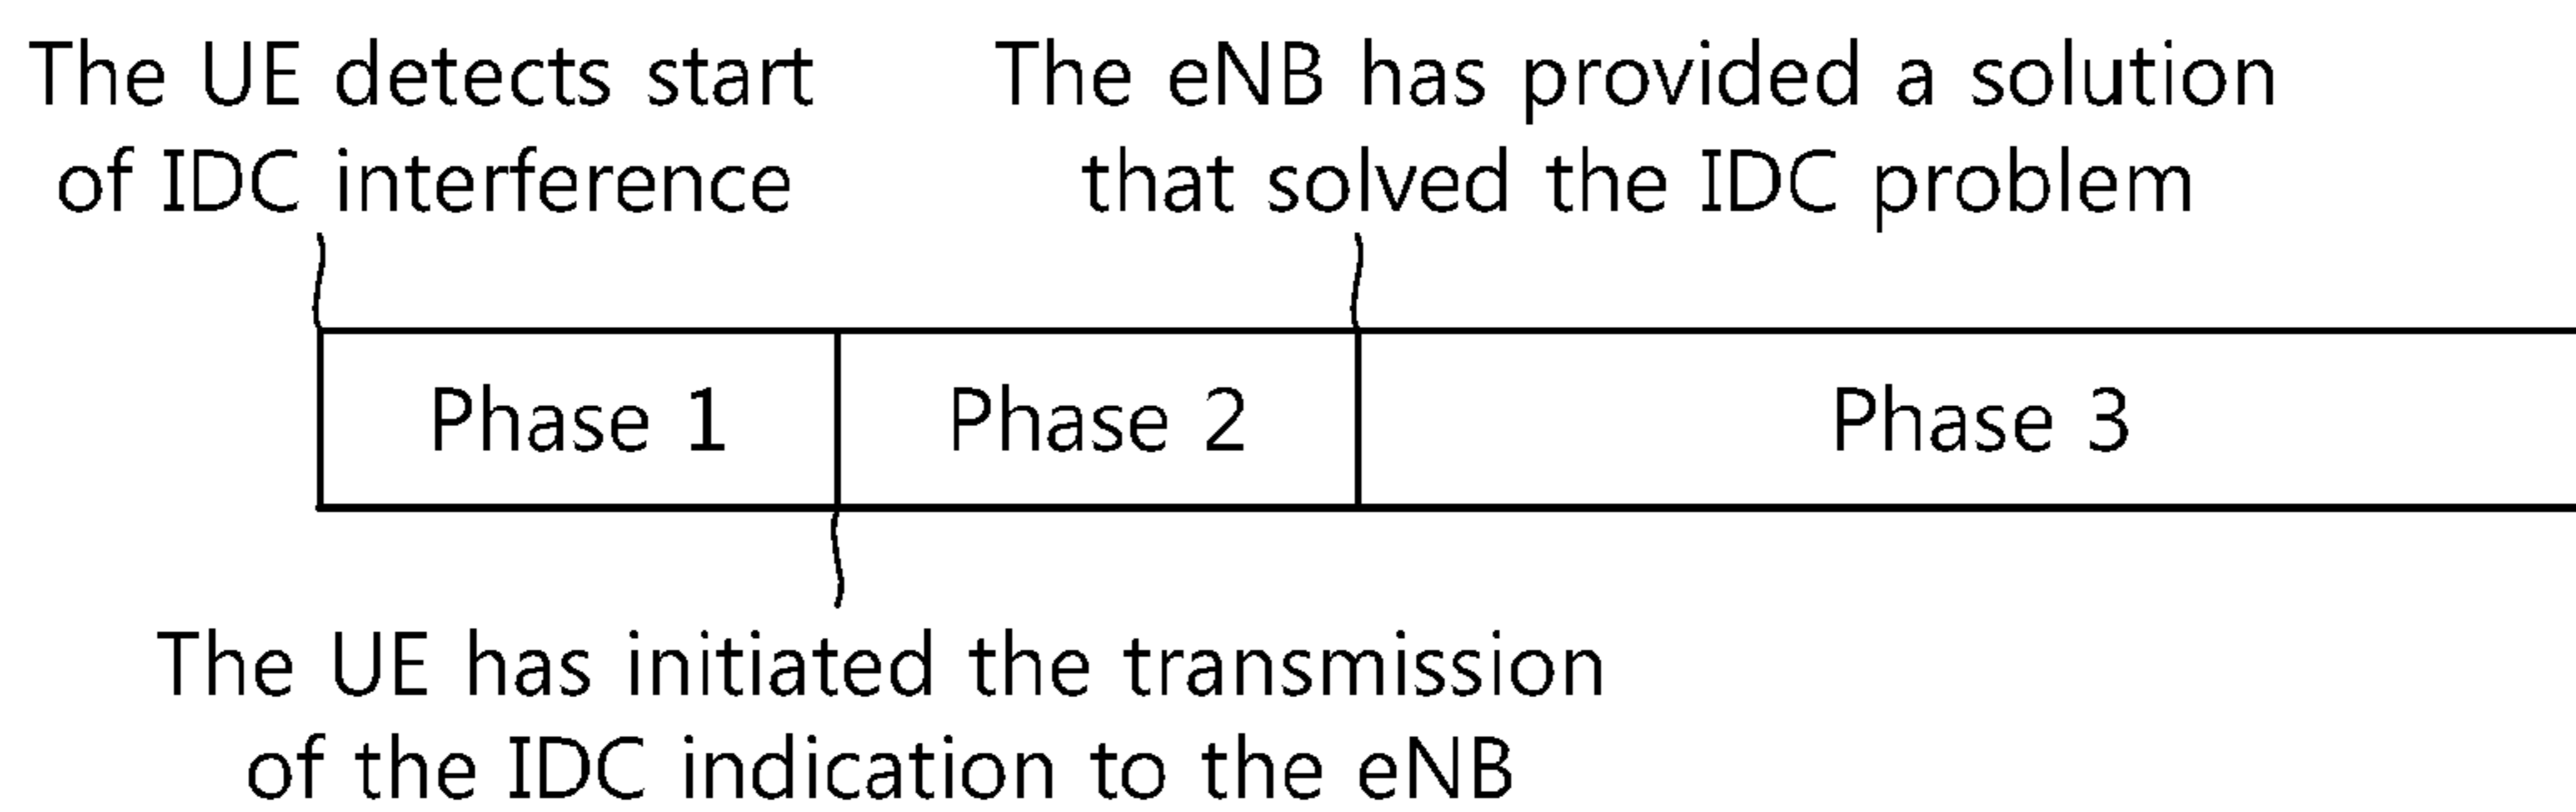 The UE detects start
of IDC interference
The eNB has provided a solution
that solved the IDC problem
Phase 1
Phase 2
Phase 3
The UE has initiated the transmission
of the IDC indication to the eNB